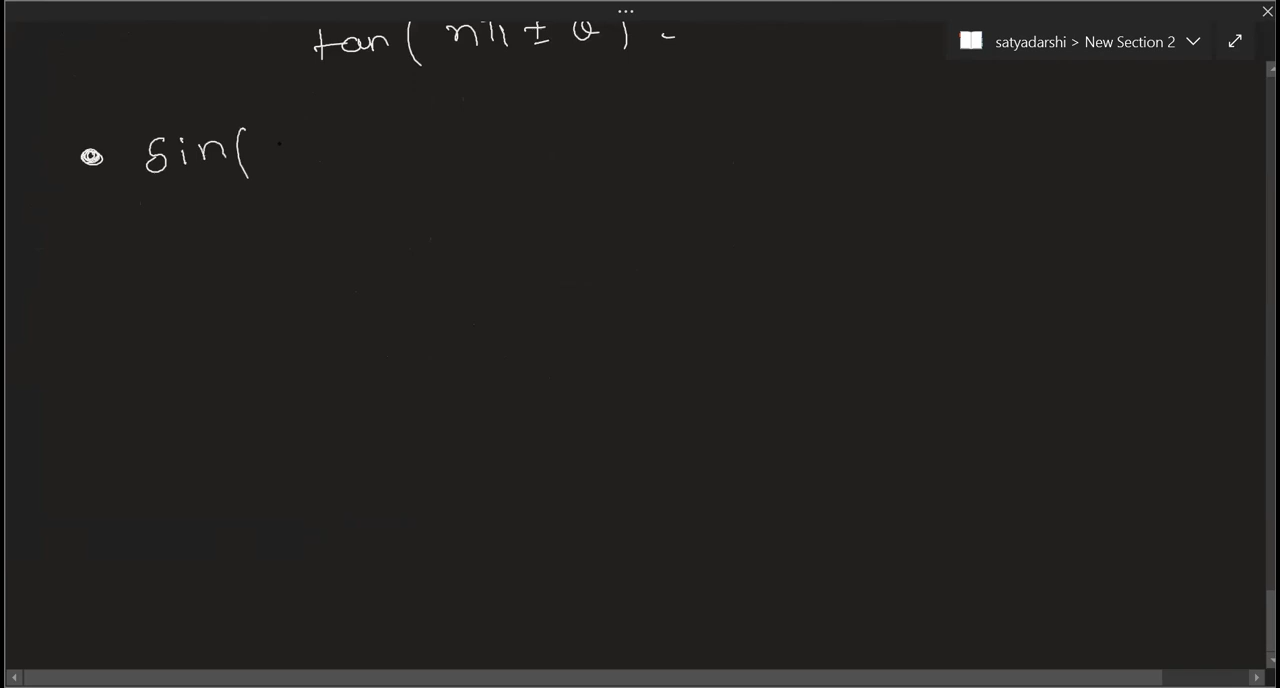 tan( nπ ± θ ) =
satyadarshi > New Section 2
• sin(